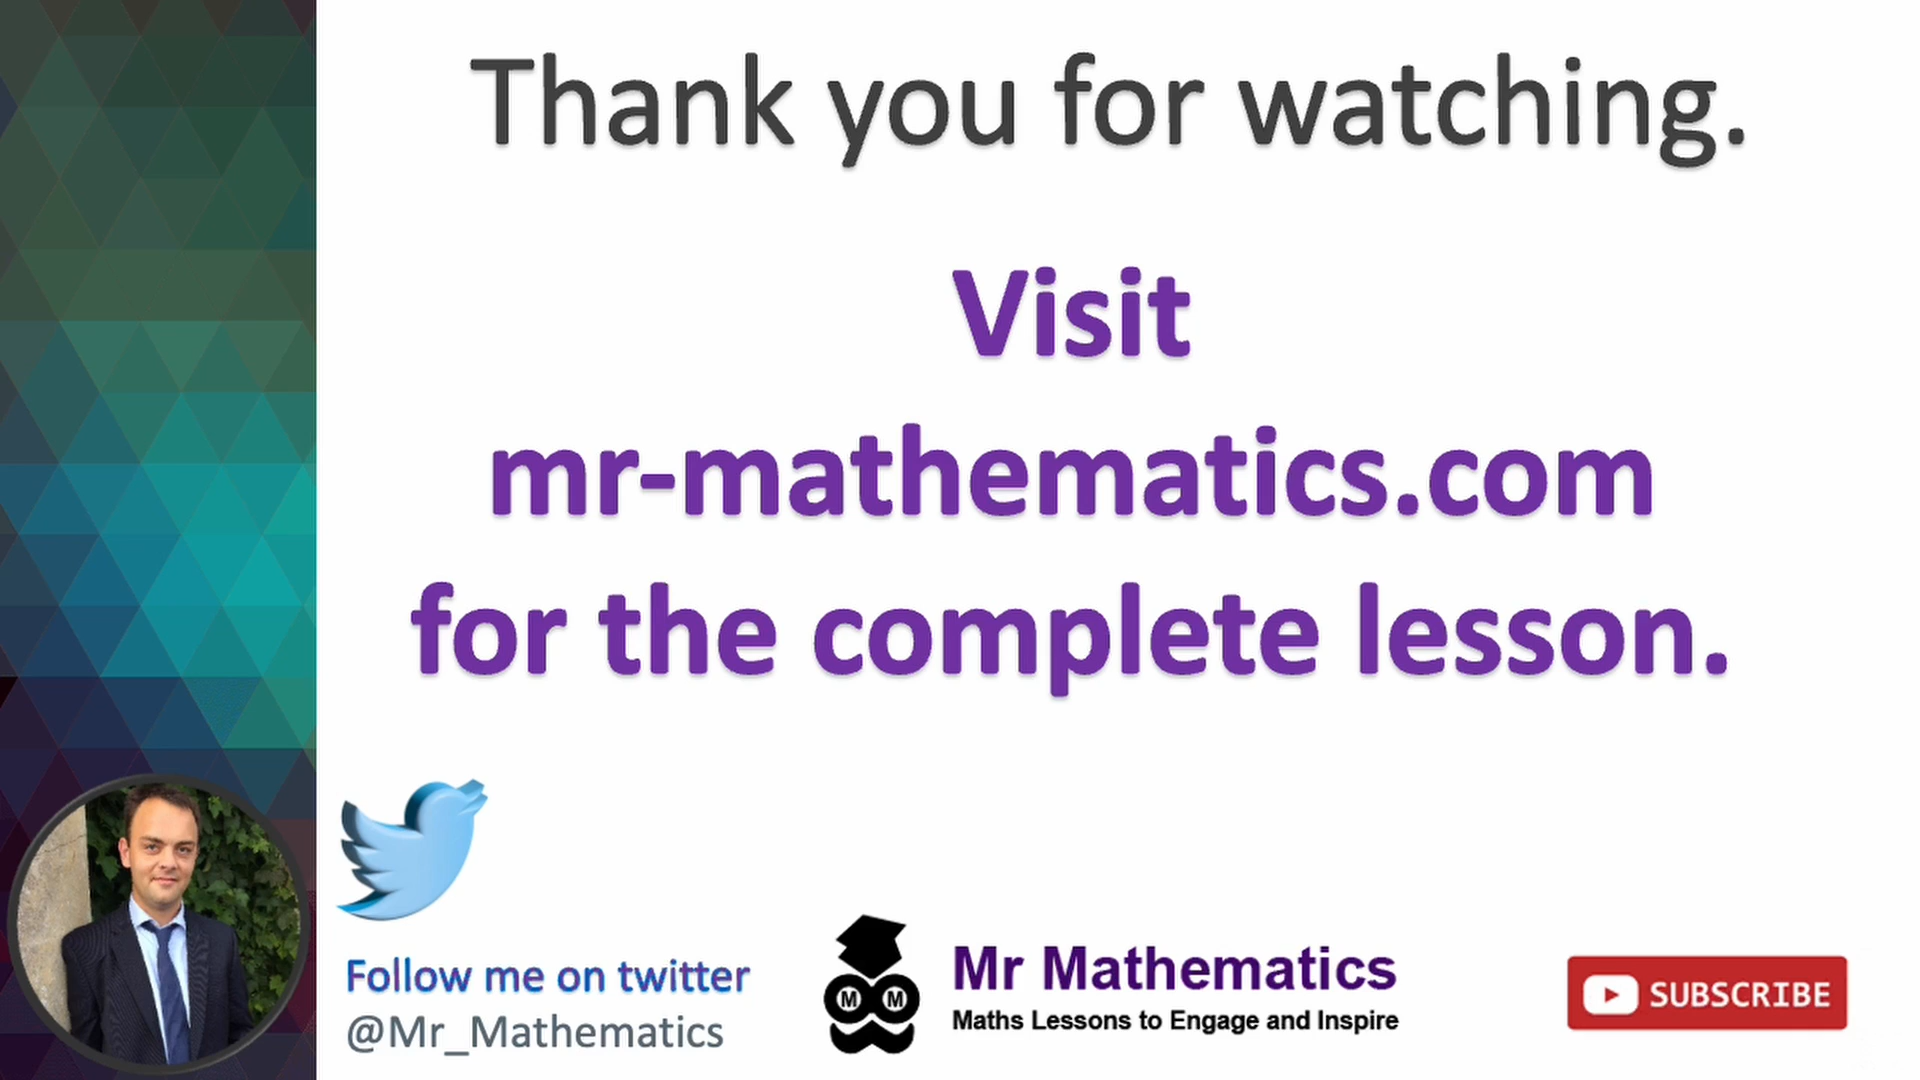 Thank you for watching.
Visit
mr-mathematics.com
for the complete lesson.
Follow me on twitter
@Mr_Mathematics
M M
Mr Mathematics
Maths Lessons to Engage and Inspire
SUBSCRIBE